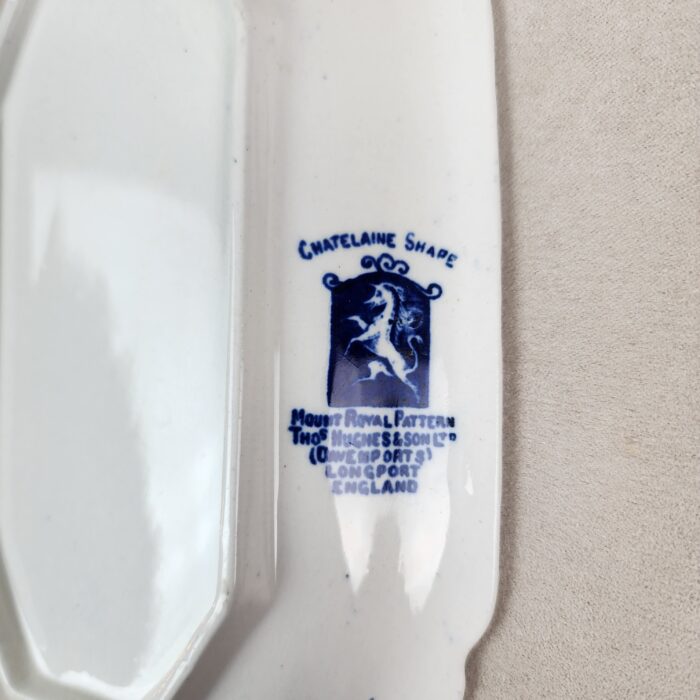 CHATELAINE SHAPE
MOUNT ROYAL PATTERN
THOS HUGHES & SON LTD
(DAVENPORTS)
LONGPORT
ENGLAND